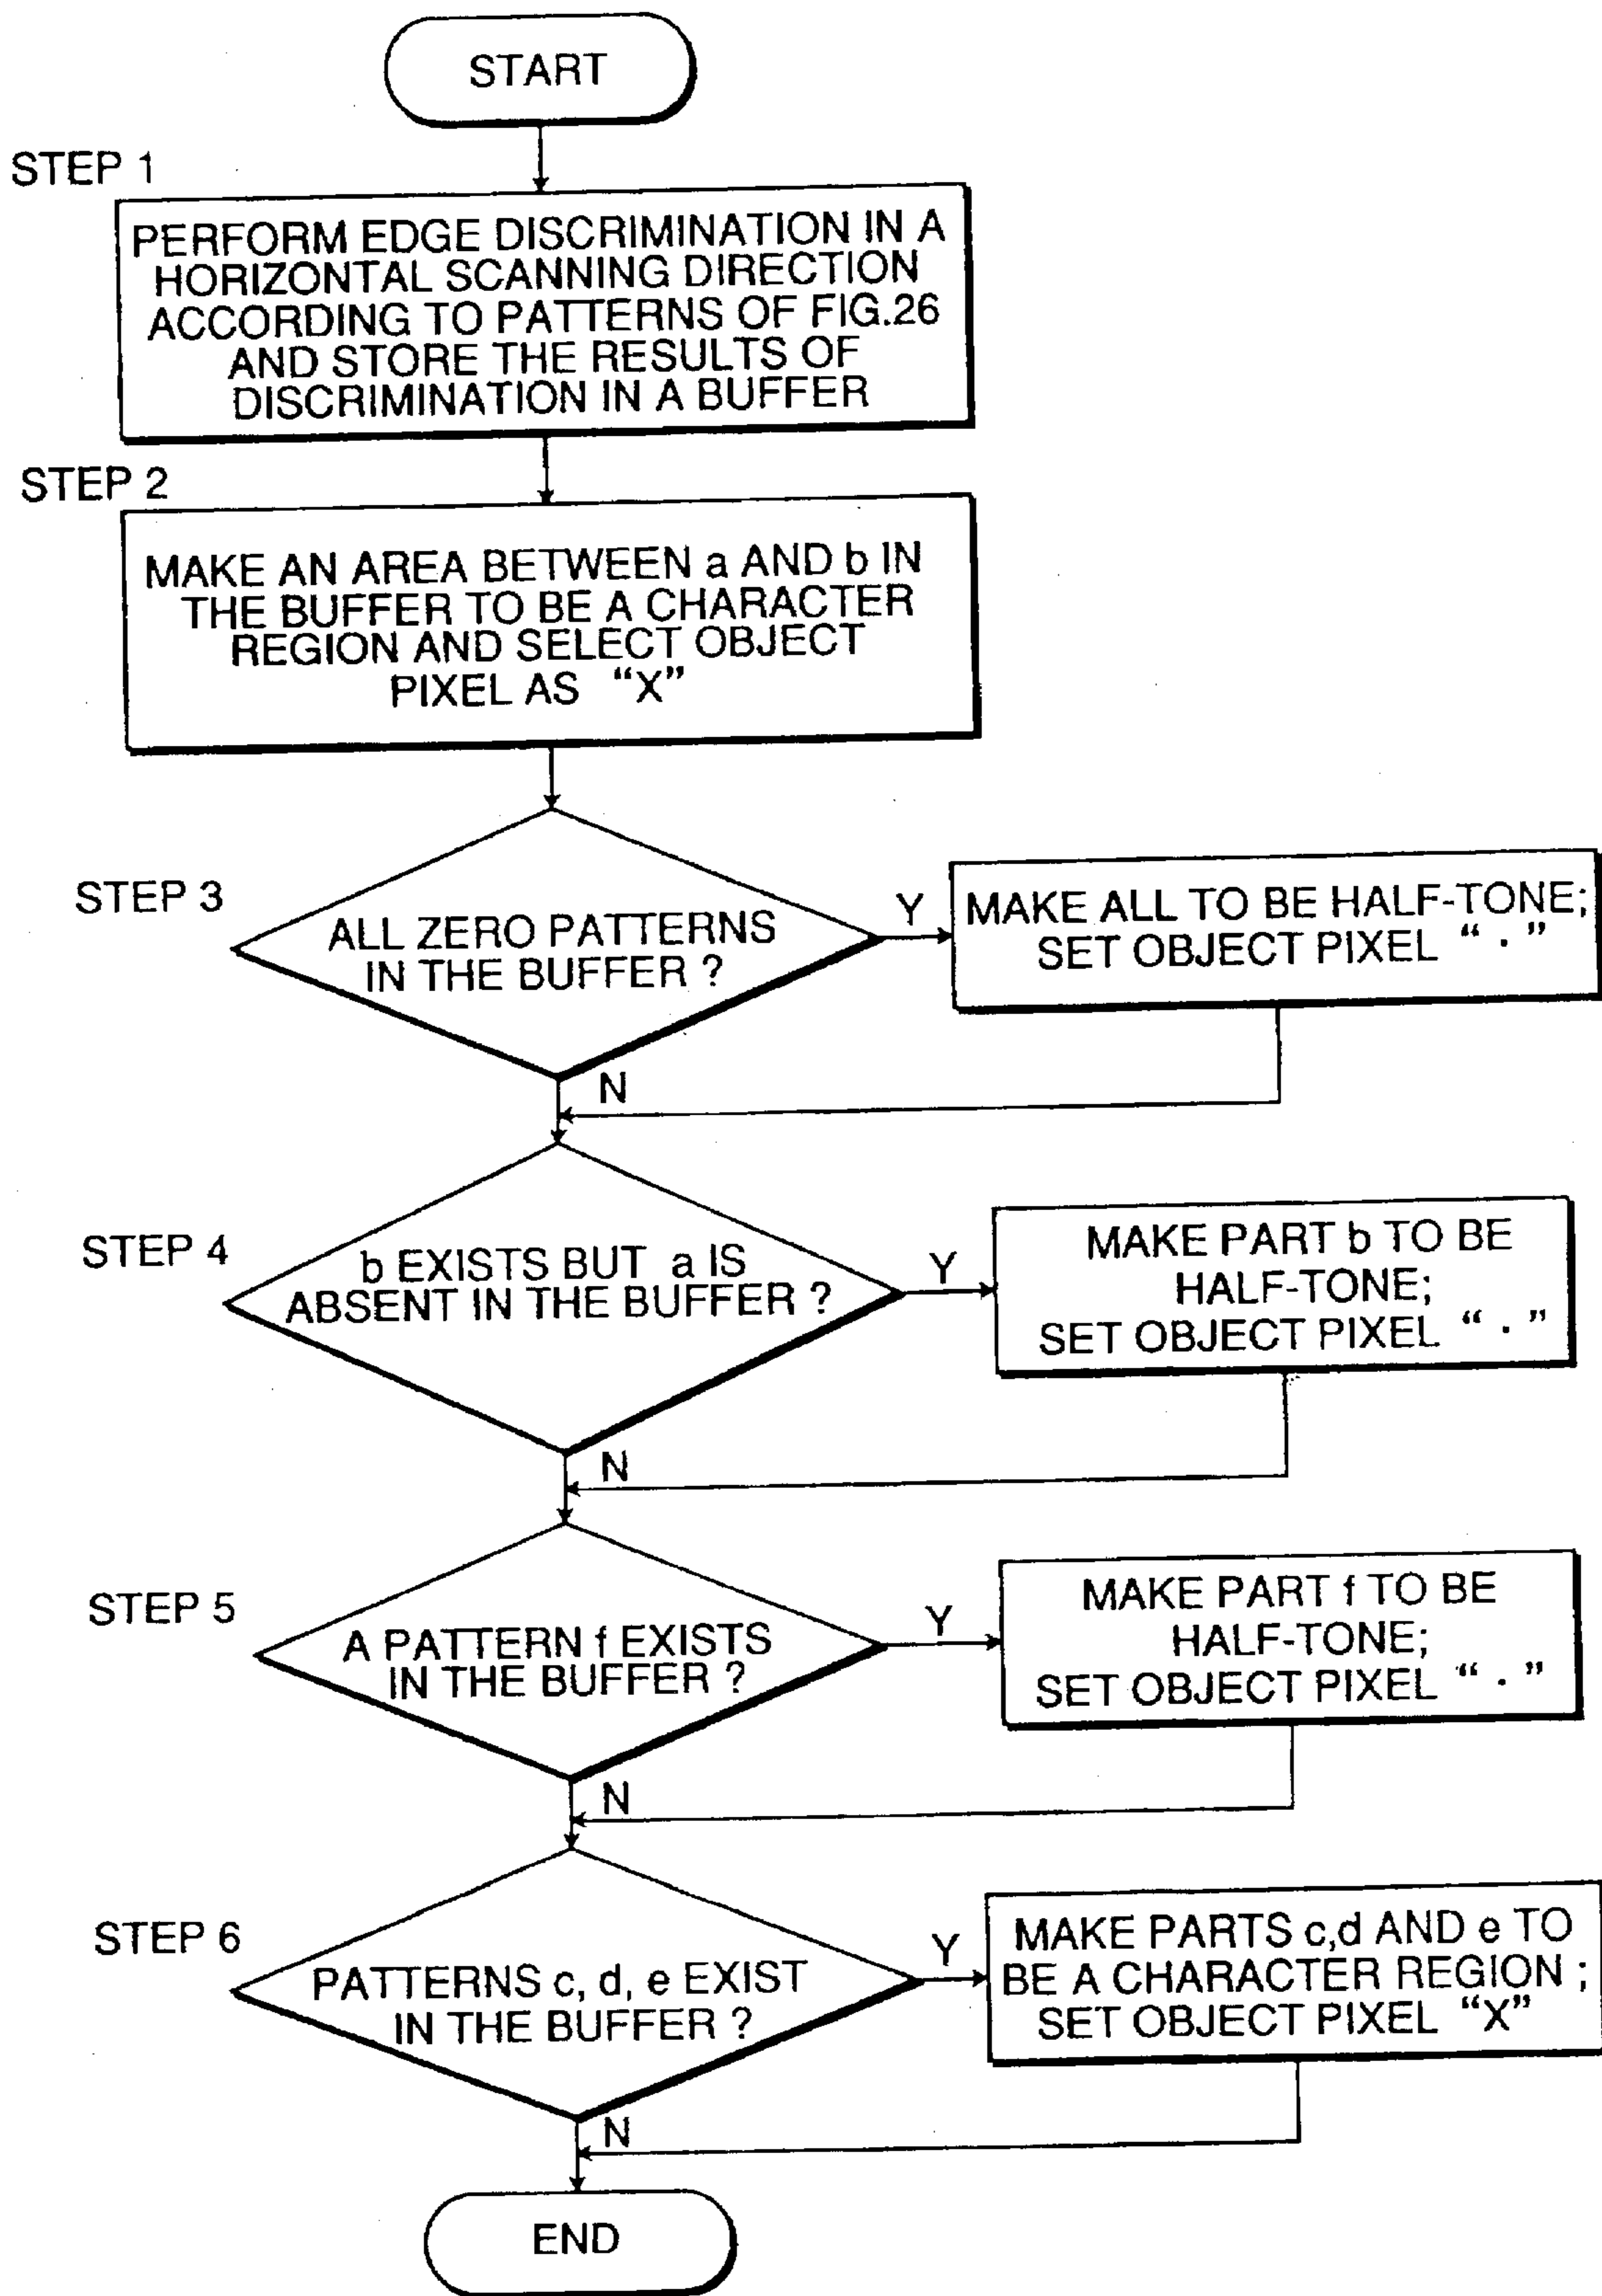 START
STEP 1
PERFORM EDGE DISCRIMINATION IN A
HORIZONTAL SCANNING DIRECTION
ACCORDING TO PATTERNS OF FIG.26
AND STORE THE RESULTS OF
DISCRIMINATION IN A BUFFER
STEP 2
MAKE AN AREA BETWEEN a AND b IN
THE BUFFER TO BE A CHARACTER
REGION AND SELECT OBJECT
PIXEL AS “X”
STEP 3
ALL ZERO PATTERNS
IN THE BUFFER ?
Y
MAKE ALL TO BE HALF-TONE;
SET OBJECT PIXEL “ · ”
N
STEP 4
b EXISTS BUT a IS
ABSENT IN THE BUFFER ?
Y
MAKE PART b TO BE
HALF-TONE;
SET OBJECT PIXEL “ · ”
N
STEP 5
A PATTERN f EXISTS
IN THE BUFFER ?
Y
MAKE PART f TO BE
HALF-TONE;
SET OBJECT PIXEL “ · ”
N
STEP 6
PATTERNS c, d, e EXIST
IN THE BUFFER ?
Y
MAKE PARTS c,d AND e TO
BE A CHARACTER REGION ;
SET OBJECT PIXEL “X”
N
END